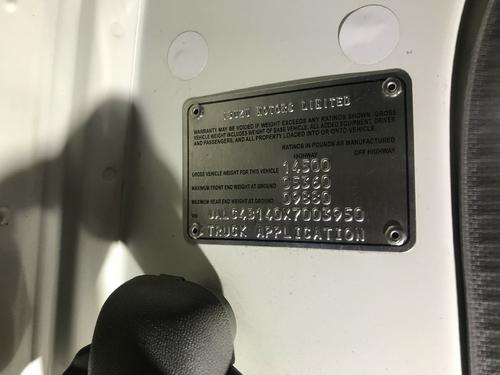 ISUZU MOTORS LIMITED
WARRANTY MAY BE VOIDED IF WEIGHT EXCEEDS ANY RATINGS SHOWN. GROSS
VEHICLE WEIGHT INCLUDES WEIGHT OF BASE VEHICLE, ALL ADDED EQUIPMENT, DRIVER
AND PASSENGERS, AND ALL PROPERTY LOADED INTO OR ONTO VEHICLE.
RATINGS IN POUNDS AS MANUFACTURED
HIGHWAY OFF HIGHWAY
GROSS VEHICLE WEIGHT FOR THIS VEHICLE 14500
MAXIMUM FRONT END WEIGHT AT GROUND 05360
MAXIMUM REAR END WEIGHT AT GROUND 09880
VIN JALC4B140X7003950
TRUCK APPLICATION